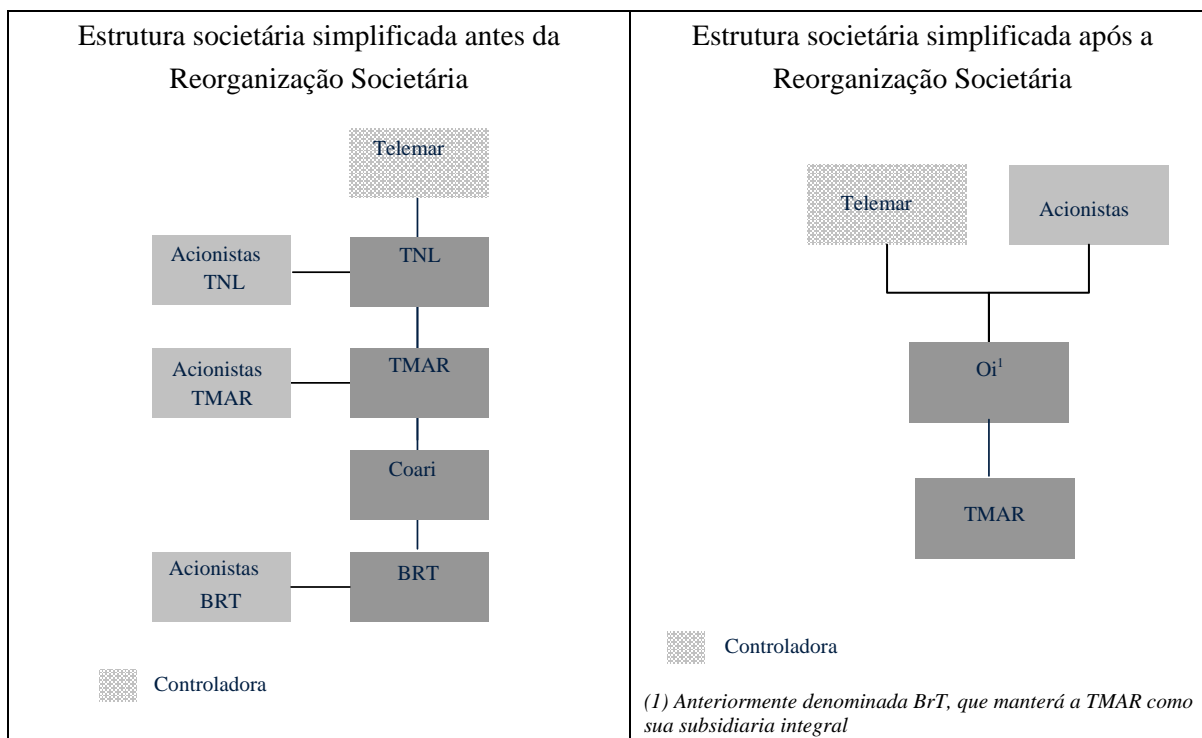 Estrutura societária simplificada antes da
Reorganização Societária
Telemar
Acionistas
TNL
TNL
Acionistas
TMAR
TMAR
Coari
Acionistas
BRT
BRT
Controladora
Estrutura societária simplificada após a
Reorganização Societária
Telemar
Acionistas
Oi¹
TMAR
Controladora
(1) Anteriormente denominada BrT, que manterá a TMAR como
sua subsidiaria integral